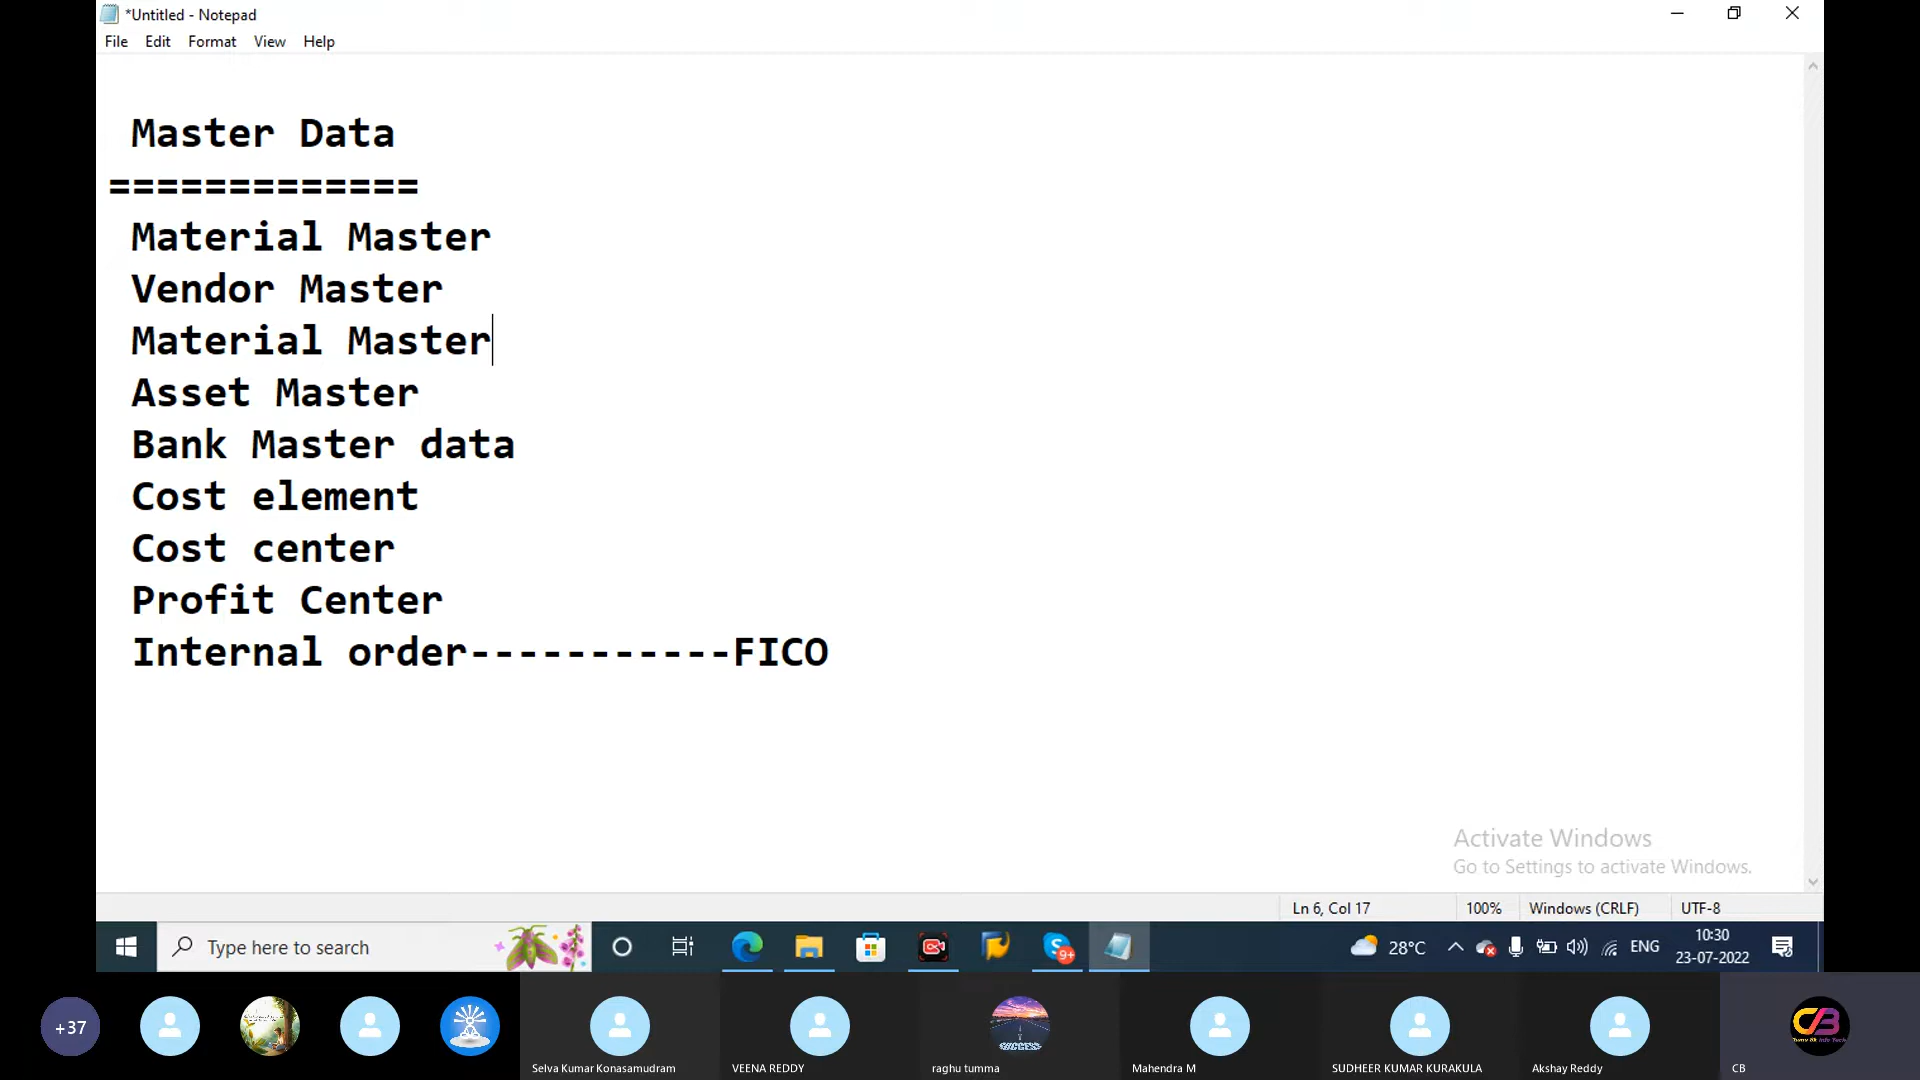 *Untitled - Notepad
File Edit Format View Help
Master Data
=============
Material Master
Vendor Master
Material Master
Asset Master
Bank Master data
Cost element
Cost center
Profit Center
Internal order-----------FICO
Activate Windows
Go to Settings to activate Windows.
Ln 6, Col 17 100% Windows (CRLF) UTF-8
Type here to search 9+ 28°C ENG 10:30
23-07-2022
+37 CB
Selva Kumar Konasamudram VEENA REDDY raghu tumma Mahendra M SUDHEER KUMAR KURAKULA Akshay Reddy CB